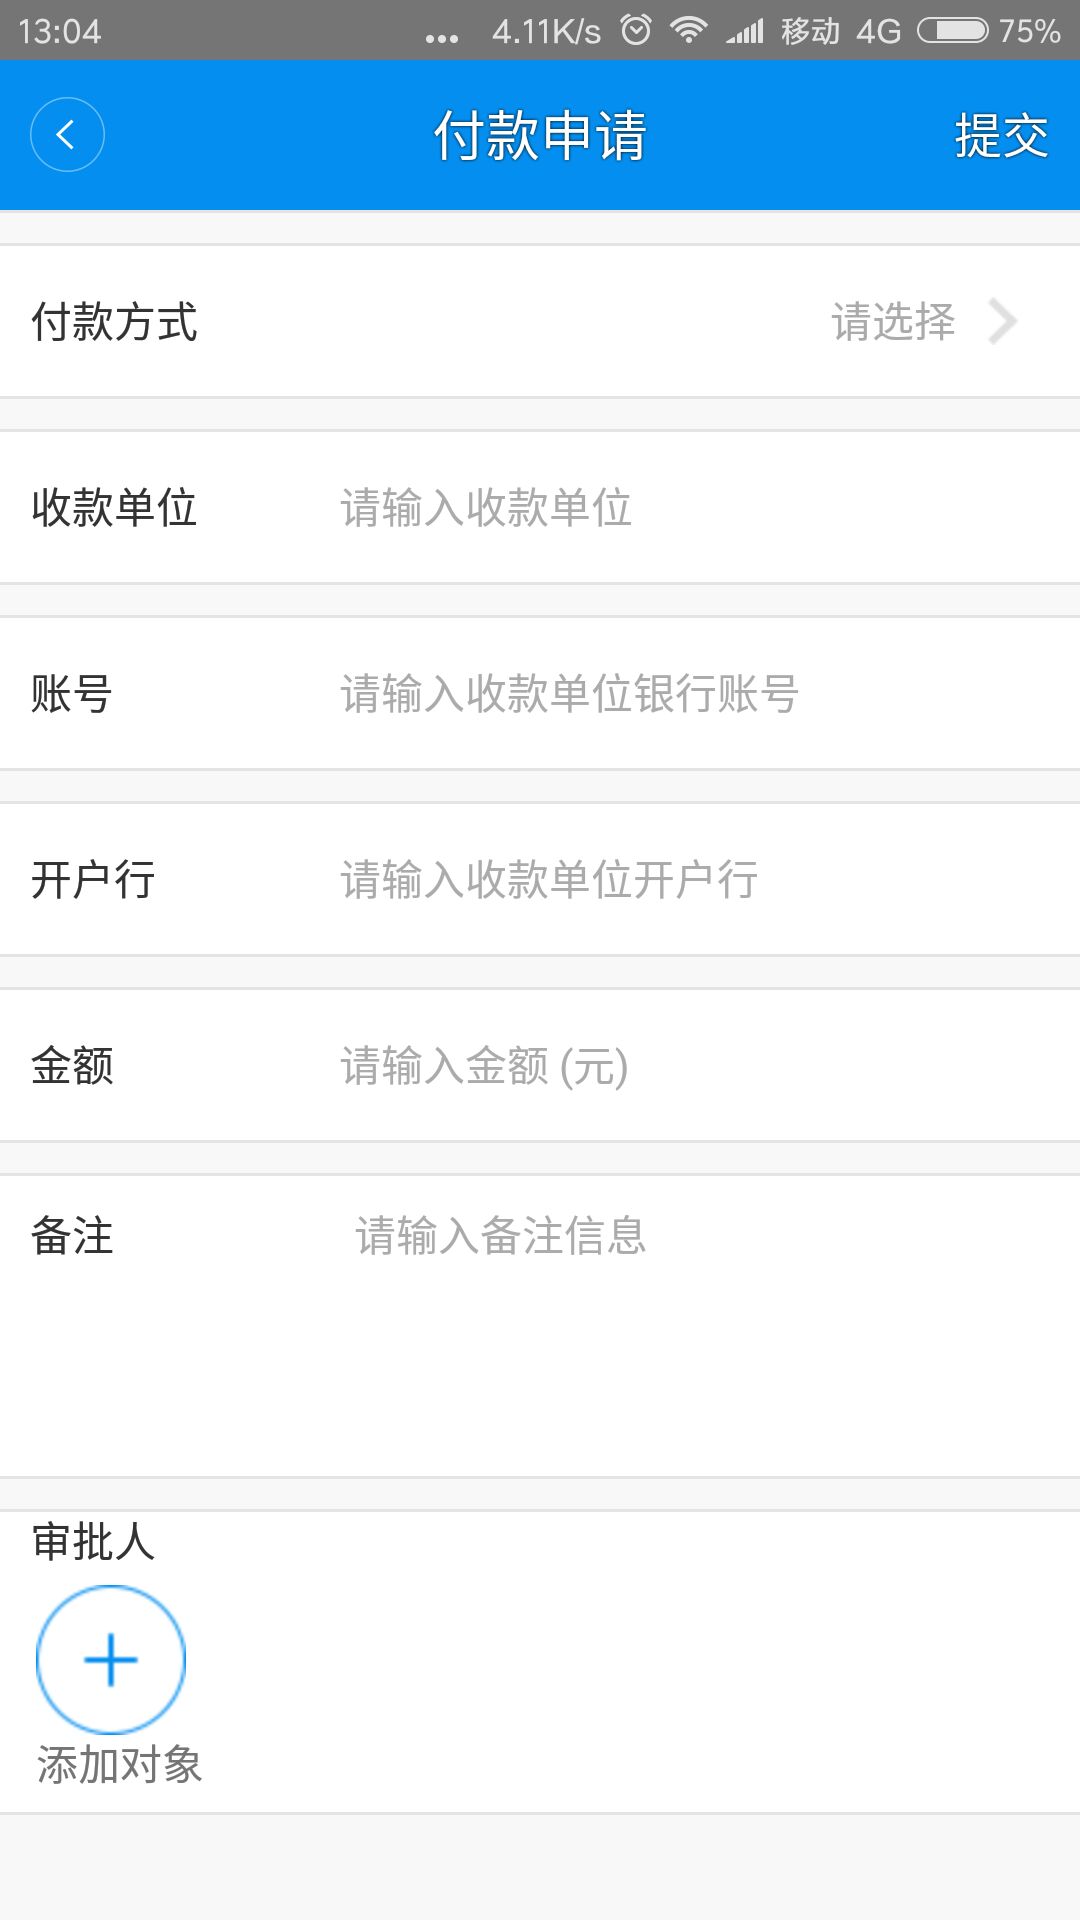 13:04 ... 4.11K/s 移动 4G 75%
付款申请 提交
付款方式 请选择
收款单位 请输入收款单位
账号 请输入收款单位银行账号
开户行 请输入收款单位开户行
金额 请输入金额 (元)
备注 请输入备注信息
审批人
添加对象